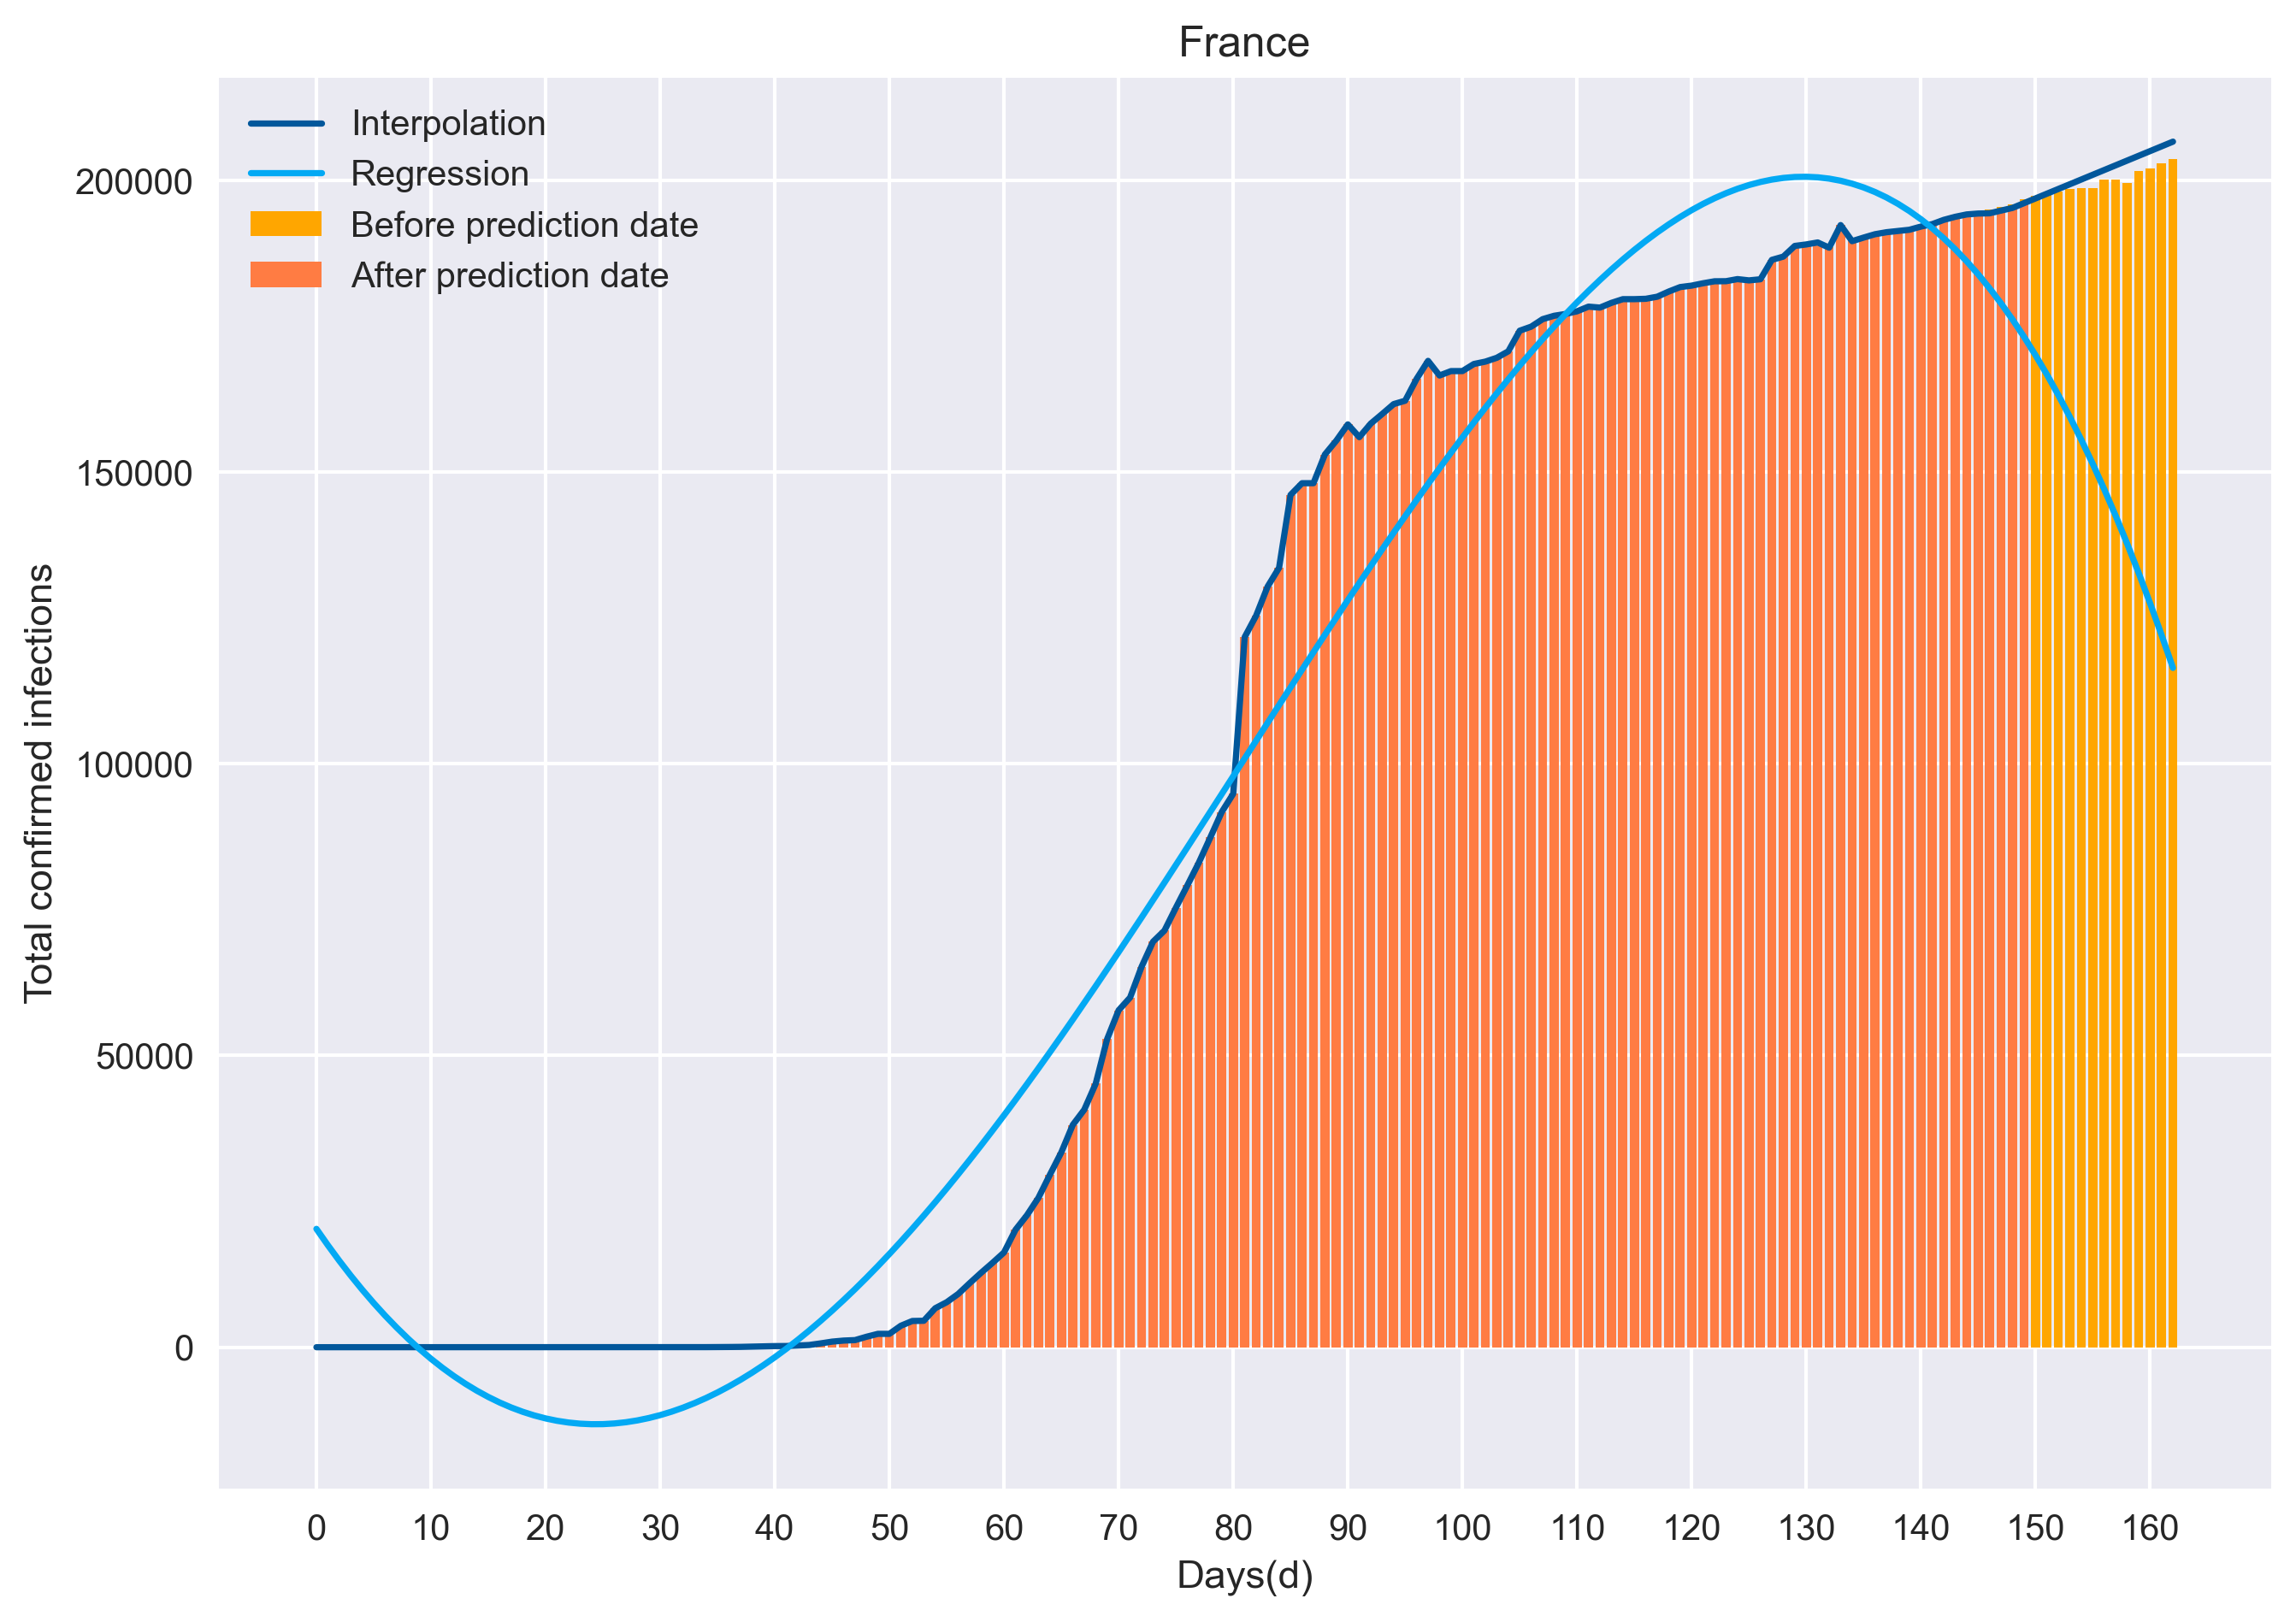 France
Interpolation
Regression
Before prediction date
After prediction date
200000
150000
100000
50000
0
Total confirmed infections
0 10 20 30 40 50 60 70 80 90 100 110 120 130 140 150 160
Days(d)